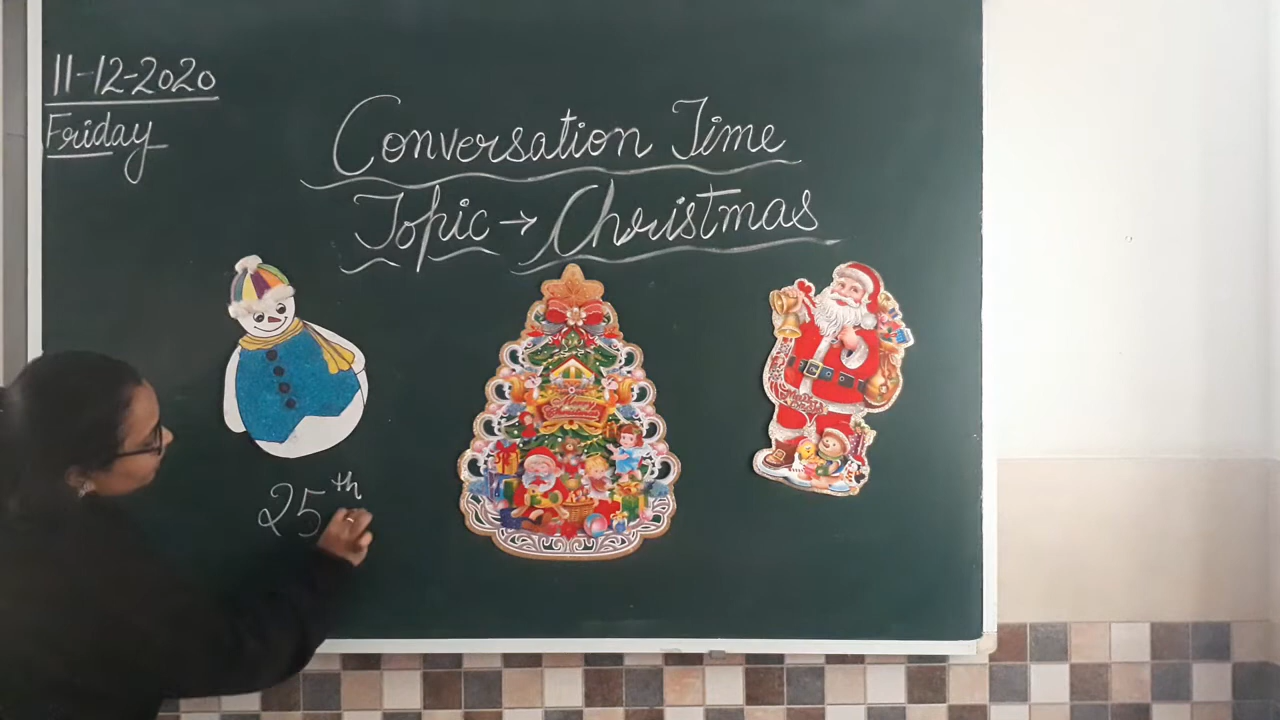 11-12-2020
Friday
Conversation Time
Topic → Christmas
25th